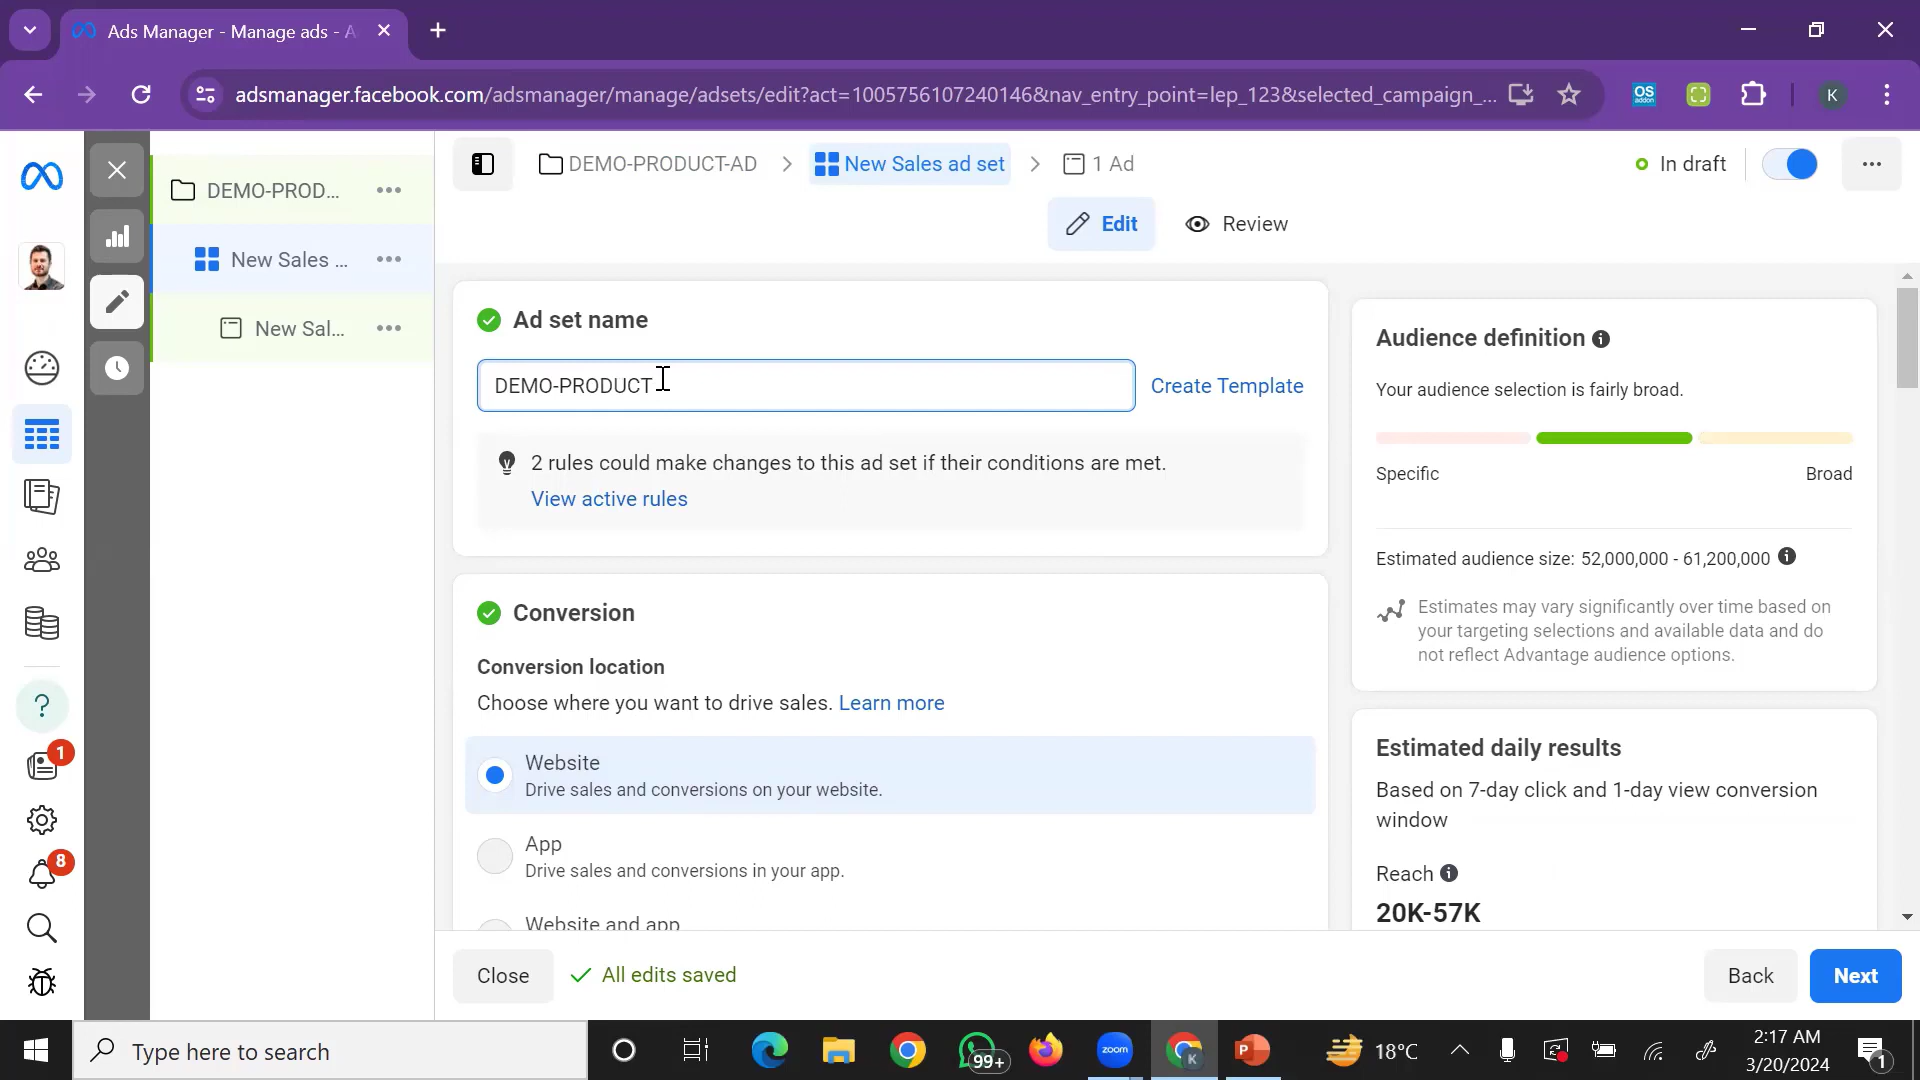 Ads Manager - Manage ads - A
adsmanager.facebook.com/adsmanager/manage/adsets/edit?act=1005756107240146&nav_entry_point=lep_123&selected_campaign_...
OS
addon
K
DEMO-PROD...
New Sales ...
New Sal...
DEMO-PRODUCT-AD
New Sales ad set
1 Ad
In draft
Edit
Review
Ad set name
DEMO-PRODUCT
Create Template
2 rules could make changes to this ad set if their conditions are met.
View active rules
Conversion
Conversion location
Choose where you want to drive sales. Learn more
Website
Drive sales and conversions on your website.
App
Drive sales and conversions in your app.
Website and app
Audience definition
Your audience selection is fairly broad.
Specific
Broad
Estimated audience size: 52,000,000 - 61,200,000
Estimates may vary significantly over time based on
your targeting selections and available data and do
not reflect Advantage audience options.
Estimated daily results
Based on 7-day click and 1-day view conversion
window
Reach
20K-57K
1
8
Close
All edits saved
Back
Next
Type here to search
99+
zoom
K
P
18°C
2:17 AM
3/20/2024
1